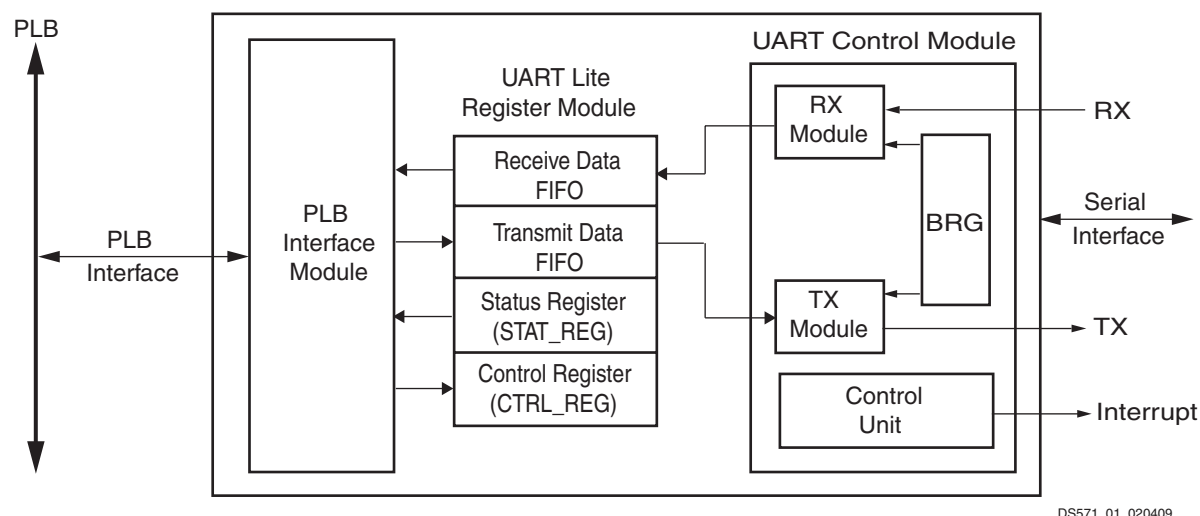 PLB
PLB
Interface
PLB
Interface
Module
UART Lite
Register Module
Receive Data
FIFO
Transmit Data
FIFO
Status Register
(STAT_REG)
Control Register
(CTRL_REG)
UART Control Module
RX
Module
BRG
TX
Module
Control
Unit
RX
Serial
Interface
TX
Interrupt
DS571_01_020409